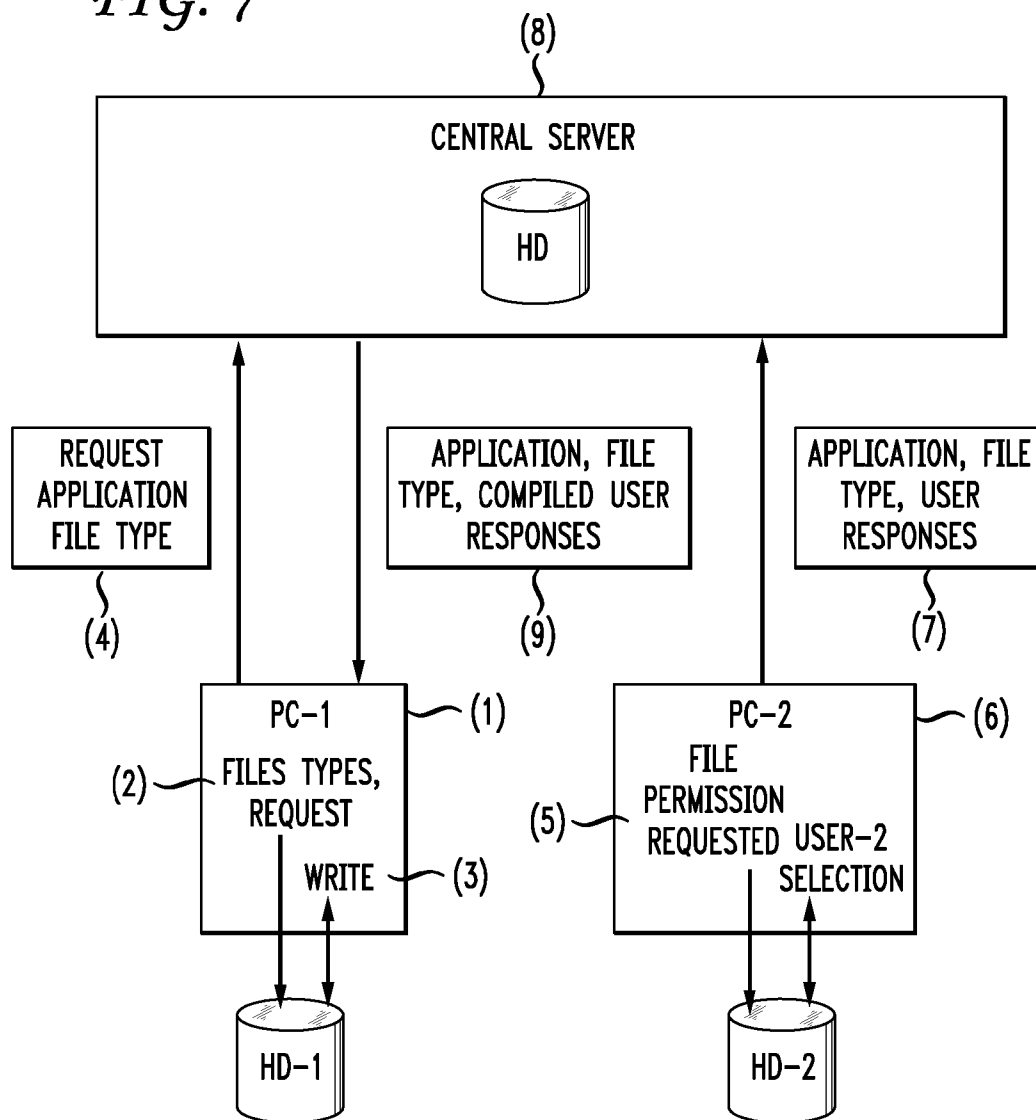 FIG. 7
(8)
CENTRAL SERVER
HD
REQUEST
APPLICATION
FILE TYPE
(4)
APPLICATION, FILE
TYPE, COMPILED USER
RESPONSES
(9)
APPLICATION, FILE
TYPE, USER
RESPONSES
(7)
PC-1
(1)
(2)
FILES TYPES,
REQUEST
WRITE
(3)
HD-1
PC-2
(6)
FILE
PERMISSION
REQUESTED
(5)
USER-2
SELECTION
HD-2